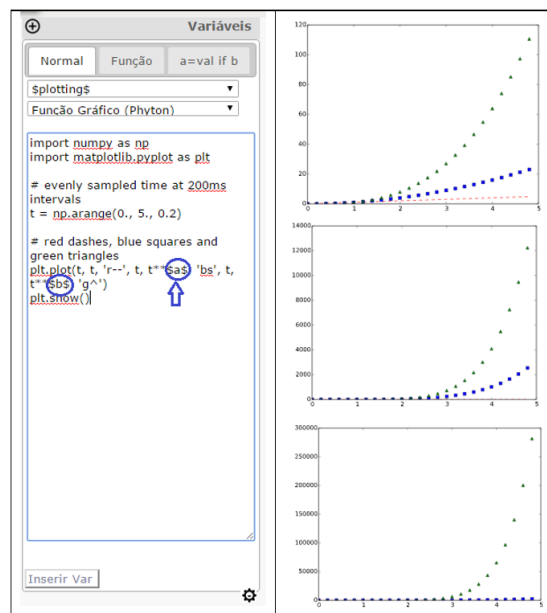 Variáveis
Normal Função a=val if b
$plotting$
Função Gráfico (Phyton)
import numpy as np
import matplotlib.pyplot as plt
# evenly sampled time at 200ms
intervals
t = np.arange(0., 5., 0.2)
# red dashes, blue squares and
green triangles
plt.plot(t, t, 'r--', t, t**$a$ 'bs', t,
t**$b$ 'g^')
plt.show()
Inserir Var
120
100
80
60
40
20
0
0 1 2 3 4 5
14000
12000
10000
8000
6000
4000
2000
0
0 1 2 3 4 5
300000
250000
200000
150000
100000
50000
0
0 1 2 3 4 5